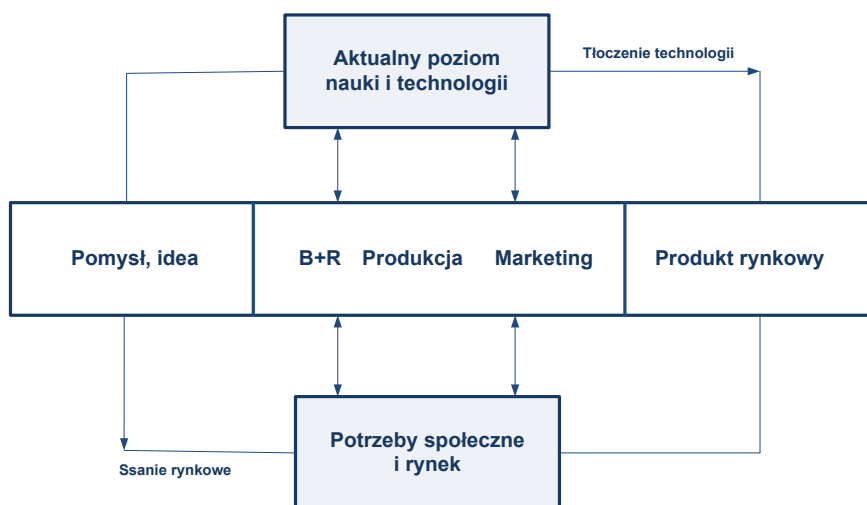 Aktualny poziom
nauki i technologii
Tłoczenie technologii
Pomysł, idea
B+R Produkcja Marketing
Produkt rynkowy
Potrzeby społeczne
i rynek
Ssanie rynkowe